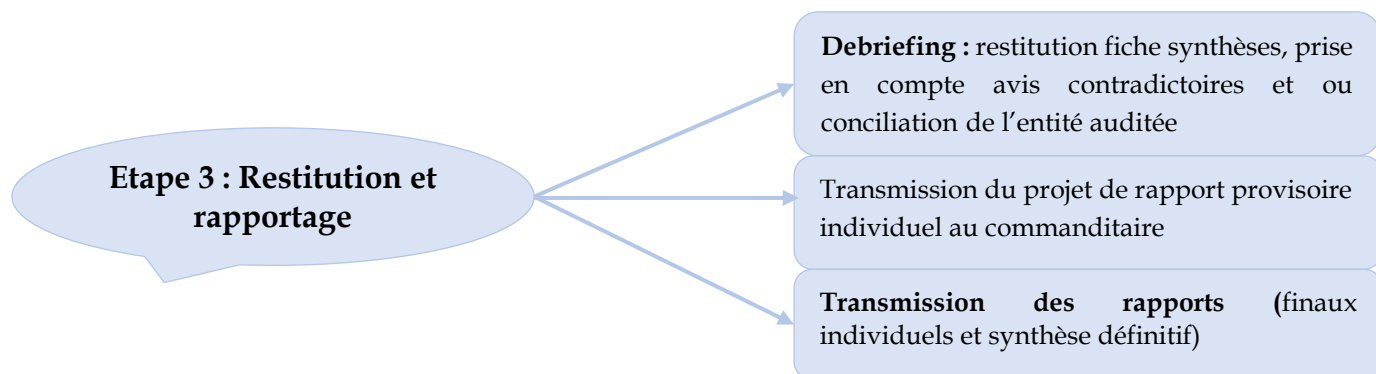 Etape 3 : Restitution et
rapportage
Debriefing : restitution fiche synthèses, prise
en compte avis contradictoires et ou
conciliation de l’entité auditée
Transmission du projet de rapport provisoire
individuel au commanditaire
Transmission des rapports (finaux
individuels et synthèse définitif)